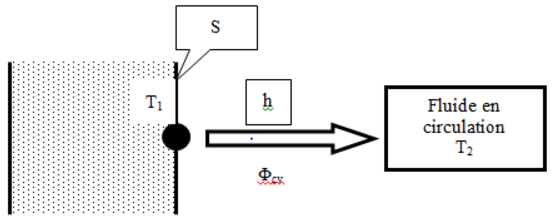 S
T₁
h
Fluide en
circulation
T₂
Φcv